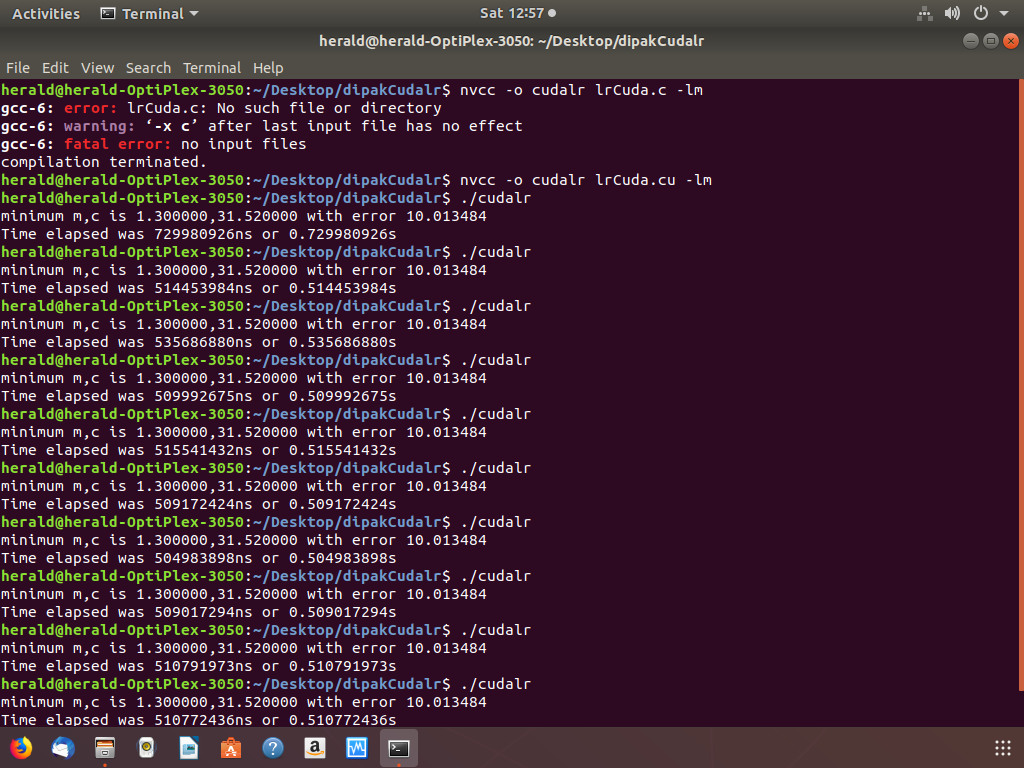 Activities Terminal Sat 12:57
herald@herald-OptiPlex-3050: ~/Desktop/dipakCudalr
File Edit View Search Terminal Help
herald@herald-OptiPlex-3050:~/Desktop/dipakCudalr$ nvcc -o cudalr lrCuda.c -lm
gcc-6: error: lrCuda.c: No such file or directory
gcc-6: warning: ‘-x c’ after last input file has no effect
gcc-6: fatal error: no input files
compilation terminated.
herald@herald-OptiPlex-3050:~/Desktop/dipakCudalr$ nvcc -o cudalr lrCuda.cu -lm
herald@herald-OptiPlex-3050:~/Desktop/dipakCudalr$ ./cudalr
minimum m,c is 1.300000,31.520000 with error 10.013484
Time elapsed was 729980926ns or 0.729980926s
herald@herald-OptiPlex-3050:~/Desktop/dipakCudalr$ ./cudalr
minimum m,c is 1.300000,31.520000 with error 10.013484
Time elapsed was 514453984ns or 0.514453984s
herald@herald-OptiPlex-3050:~/Desktop/dipakCudalr$ ./cudalr
minimum m,c is 1.300000,31.520000 with error 10.013484
Time elapsed was 535686880ns or 0.535686880s
herald@herald-OptiPlex-3050:~/Desktop/dipakCudalr$ ./cudalr
minimum m,c is 1.300000,31.520000 with error 10.013484
Time elapsed was 509992675ns or 0.509992675s
herald@herald-OptiPlex-3050:~/Desktop/dipakCudalr$ ./cudalr
minimum m,c is 1.300000,31.520000 with error 10.013484
Time elapsed was 515541432ns or 0.515541432s
herald@herald-OptiPlex-3050:~/Desktop/dipakCudalr$ ./cudalr
minimum m,c is 1.300000,31.520000 with error 10.013484
Time elapsed was 509172424ns or 0.509172424s
herald@herald-OptiPlex-3050:~/Desktop/dipakCudalr$ ./cudalr
minimum m,c is 1.300000,31.520000 with error 10.013484
Time elapsed was 504983898ns or 0.504983898s
herald@herald-OptiPlex-3050:~/Desktop/dipakCudalr$ ./cudalr
minimum m,c is 1.300000,31.520000 with error 10.013484
Time elapsed was 509017294ns or 0.509017294s
herald@herald-OptiPlex-3050:~/Desktop/dipakCudalr$ ./cudalr
minimum m,c is 1.300000,31.520000 with error 10.013484
Time elapsed was 510791973ns or 0.510791973s
herald@herald-OptiPlex-3050:~/Desktop/dipakCudalr$ ./cudalr
minimum m,c is 1.300000,31.520000 with error 10.013484
Time elapsed was 510772436ns or 0.510772436s